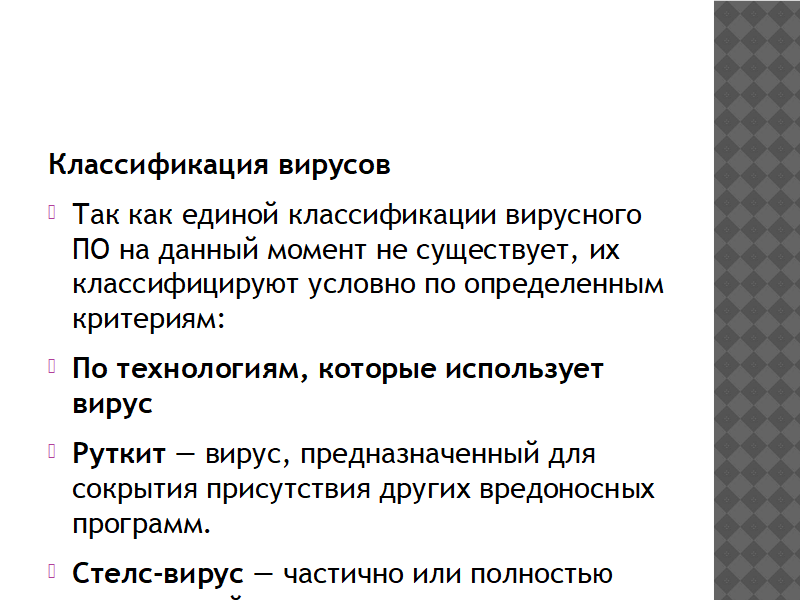 Классификация вирусов
Так как единой классификации вирусного
ПО на данный момент не существует, их
классифицируют условно по определенным
критериям:
По технологиям, которые использует
вирус
Руткит — вирус, предназначенный для
сокрытия присутствия других вредоносных
программ.
Стелс-вирус — частично или полностью